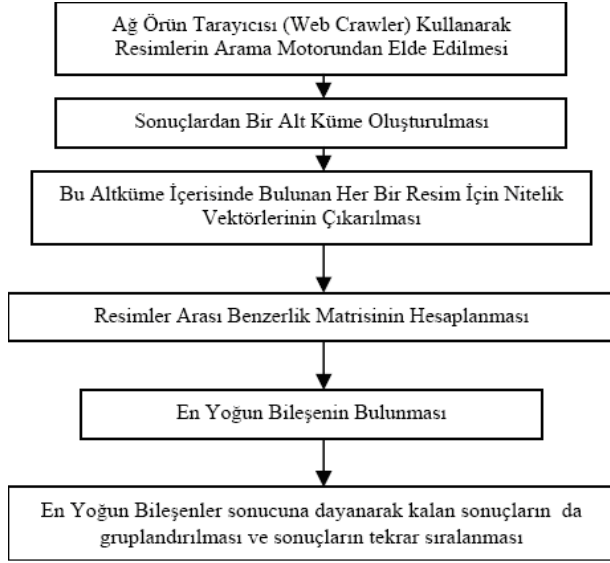 Ağ Örün Tarayıcısı (Web Crawler) Kullanarak
Resimlerin Arama Motorundan Elde Edilmesi
Sonuçlardan Bir Alt Küme Oluşturulması
Bu Altküme İçerisinde Bulunan Her Bir Resim İçin Nitelik
Vektörlerinin Çıkarılması
Resimler Arası Benzerlik Matrisinin Hesaplanması
En Yoğun Bileşenin Bulunması
En Yoğun Bileşenler sonucuna dayanarak kalan sonuçların da
gruplandırılması ve sonuçların tekrar sıralanması